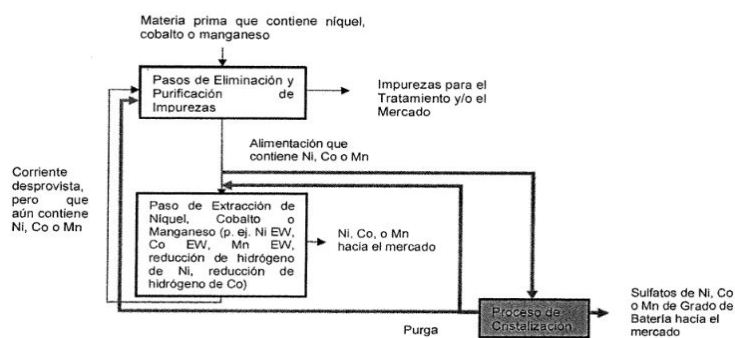 Materia prima que contiene níquel,
cobalto o manganeso
Pasos de Eliminación y
Purificación de
Impurezas
Impurezas para el
Tratamiento y/o el
Mercado
Alimentación que
contiene Ni, Co o Mn
Corriente
desprovista,
pero que
aún contiene
Ni, Co o Mn
Paso de Extracción de
Níquel, Cobalto o
Manganeso (p. ej. Ni EW,
Co EW, Mn EW,
reducción de hidrógeno
de Ni, reducción de
hidrógeno de Co)
Ni, Co, o Mn
hacia el mercado
Proceso de
Cristalización
Sulfatos de Ni, Co
o Mn de Grado de
Batería hacia el
mercado
Purga